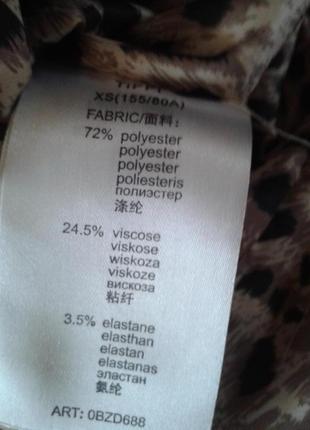 XS(155/80A)
FABRIC/面料:
72% polyester
polyester
polyester
poliesteris
полиэстер
涤纶
24.5% viscose
viskose
wiskoza
viskoze
вискоза
粘纤
3.5% elastane
elasthan
elastan
elastanas
эластан
氨纶
ART: 0BZD688